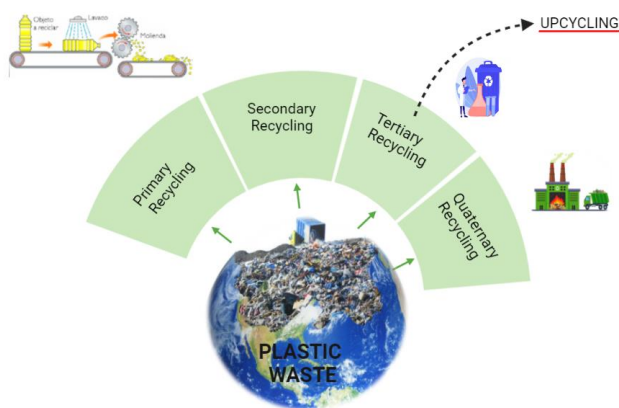 Objeto
a reciclar
Lavado
Molienda
UPCYCLING
Primary
Recycling
Secondary
Recycling
Tertiary
Recycling
Quaternary
Recycling
PLASTIC
WASTE